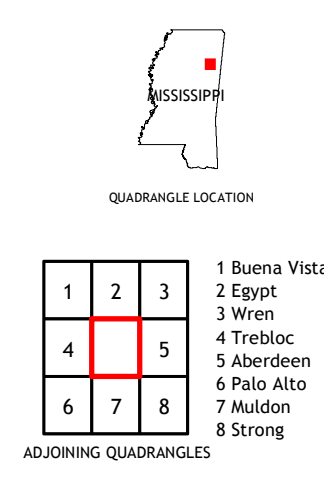 MISSISSIPPI
QUADRANGLE LOCATION
1 2 3
4 5
6 7 8
1 Buena Vista
2 Egypt
3 Wren
4 Trebloc
5 Aberdeen
6 Palo Alto
7 Muldon
8 Strong
ADJOINING QUADRANGLES